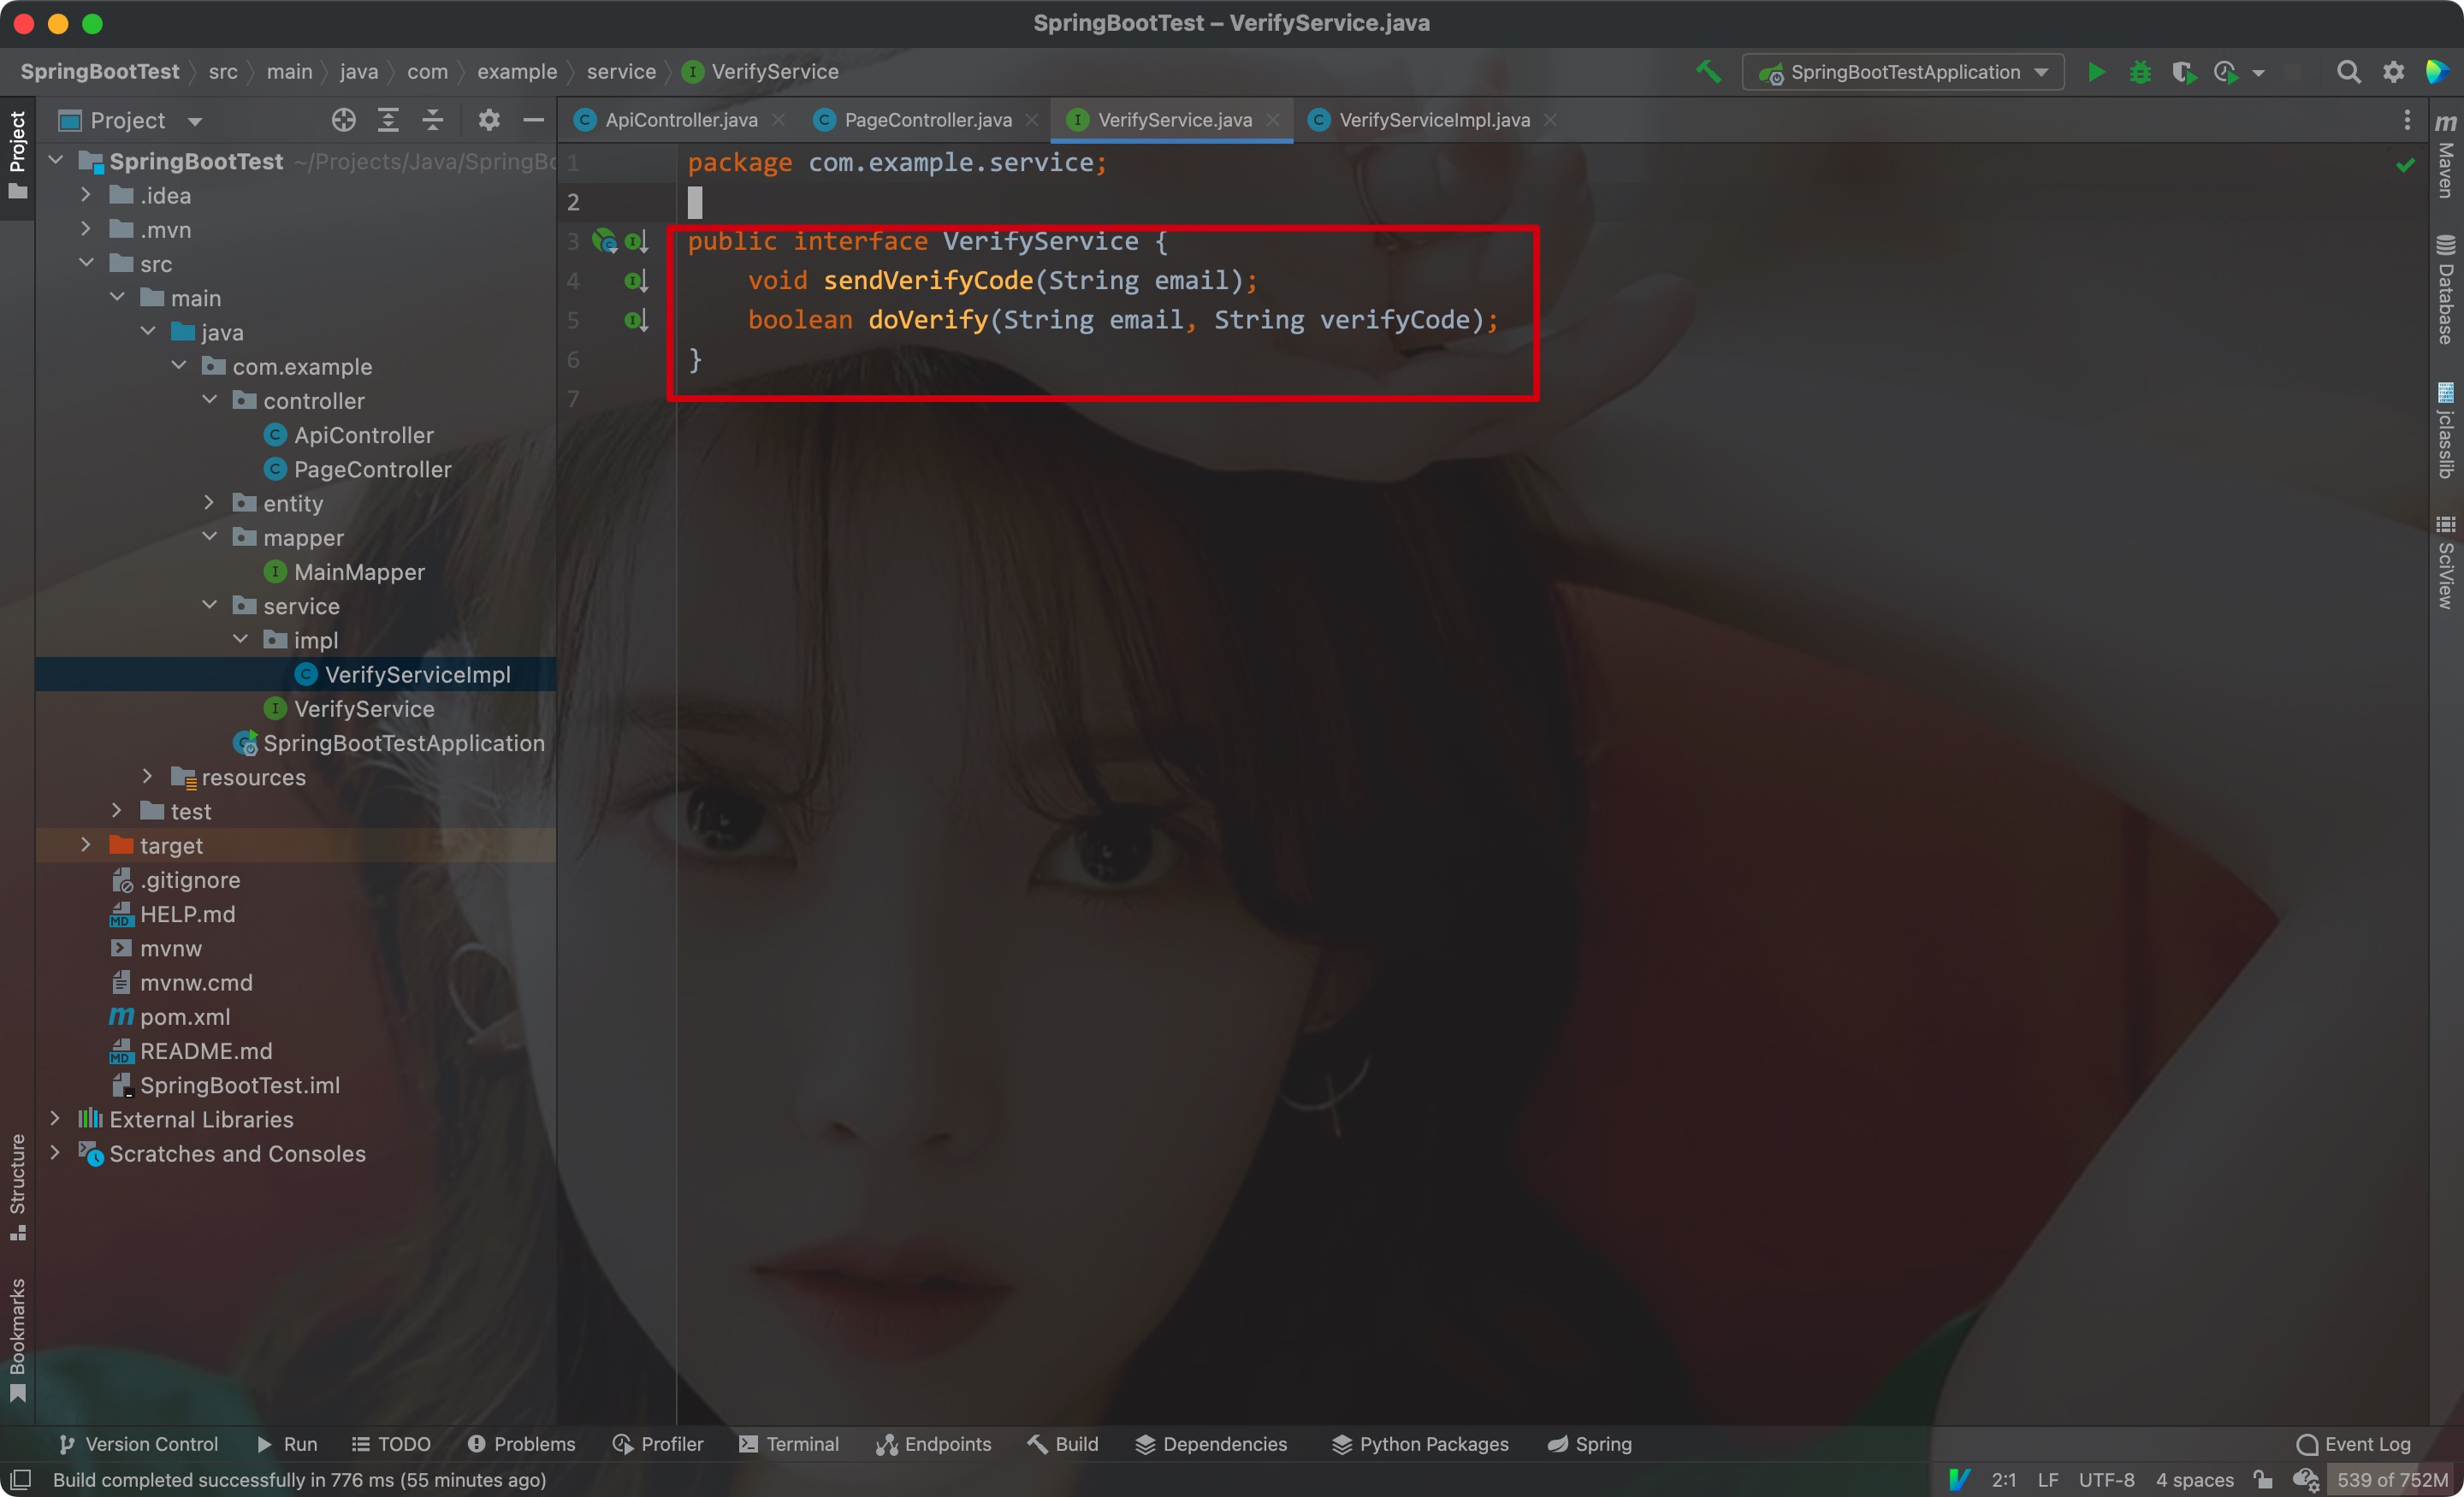 SpringBootTest – VerifyService.java
SpringBootTest src main java com example service VerifyService
SpringBootTestApplication
Project
ApiController.java
PageController.java
VerifyService.java
VerifyServiceImpl.java
Project
Structure
Bookmarks
SpringBootTest ~/Projects/Java/SpringBo
.idea
.mvn
src
main
java
com.example
controller
ApiController
PageController
entity
mapper
MainMapper
service
impl
VerifyServiceImpl
VerifyService
SpringBootTestApplication
resources
test
target
.gitignore
HELP.md
mvnw
mvnw.cmd
pom.xml
README.md
SpringBootTest.iml
External Libraries
Scratches and Consoles
1 package com.example.service;
2
3 public interface VerifyService {
4 void sendVerifyCode(String email);
5 boolean doVerify(String email, String verifyCode);
6 }
7
Maven
Database
jclasslib
SciView
Version Control Run TODO Problems Profiler Terminal Endpoints Build Dependencies Python Packages Spring Event Log
Build completed successfully in 776 ms (55 minutes ago) 2:1 LF UTF-8 4 spaces 539 of 752M